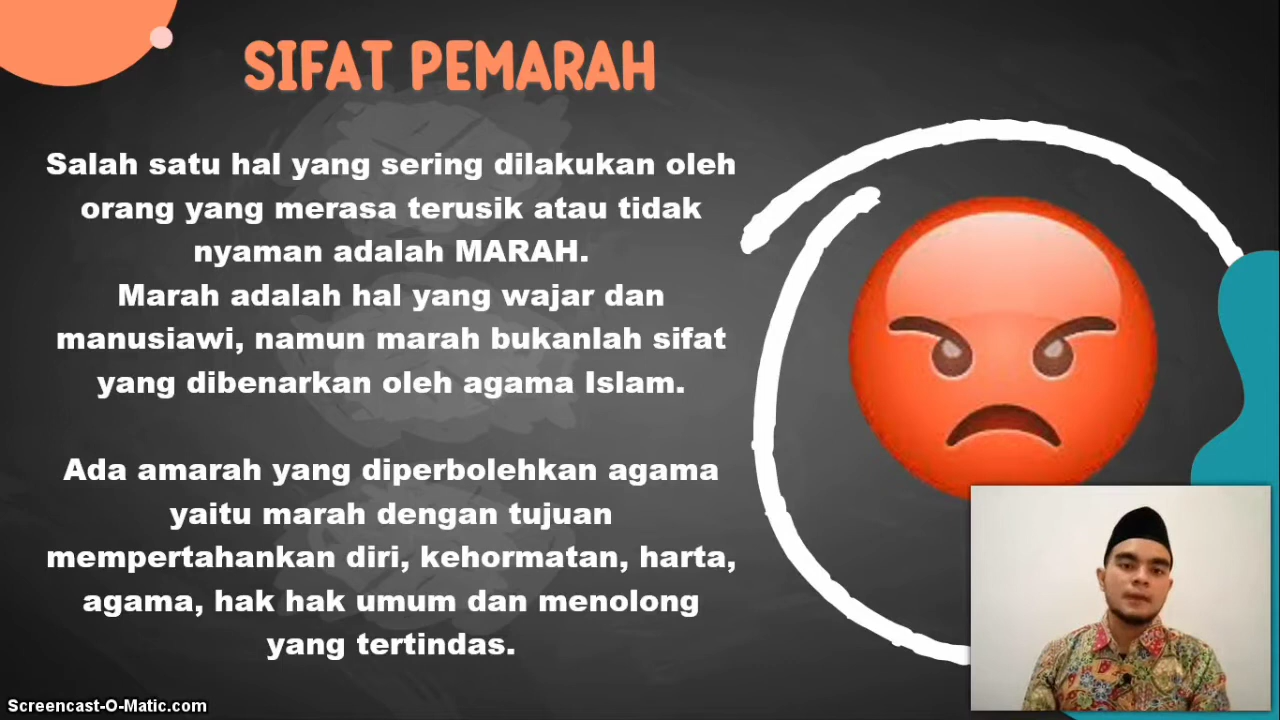 SIFAT PEMARAH
Salah satu hal yang sering dilakukan oleh
orang yang merasa terusik atau tidak
nyaman adalah MARAH.
Marah adalah hal yang wajar dan
manusiawi, namun marah bukanlah sifat
yang dibenarkan oleh agama Islam.
Ada amarah yang diperbolehkan agama
yaitu marah dengan tujuan
mempertahankan diri, kehormatan, harta,
agama, hak hak umum dan menolong
yang tertindas.
Screencast-O-Matic.com